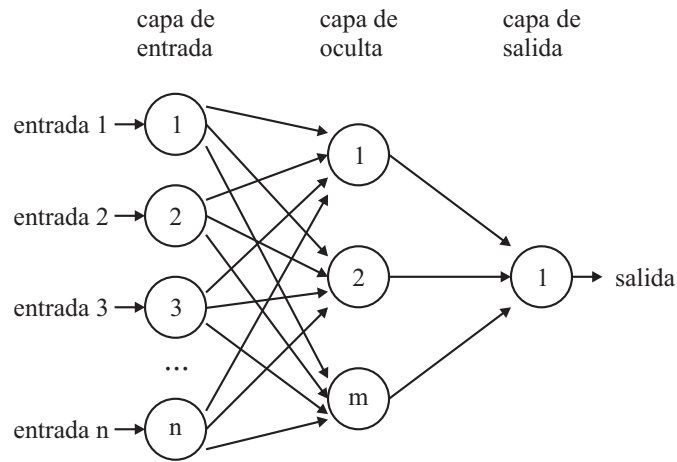 capa de
entrada
capa de
oculta
capa de
salida
entrada 1
1
entrada 2
2
entrada 3
3
...
entrada n
n
1
2
m
1
salida